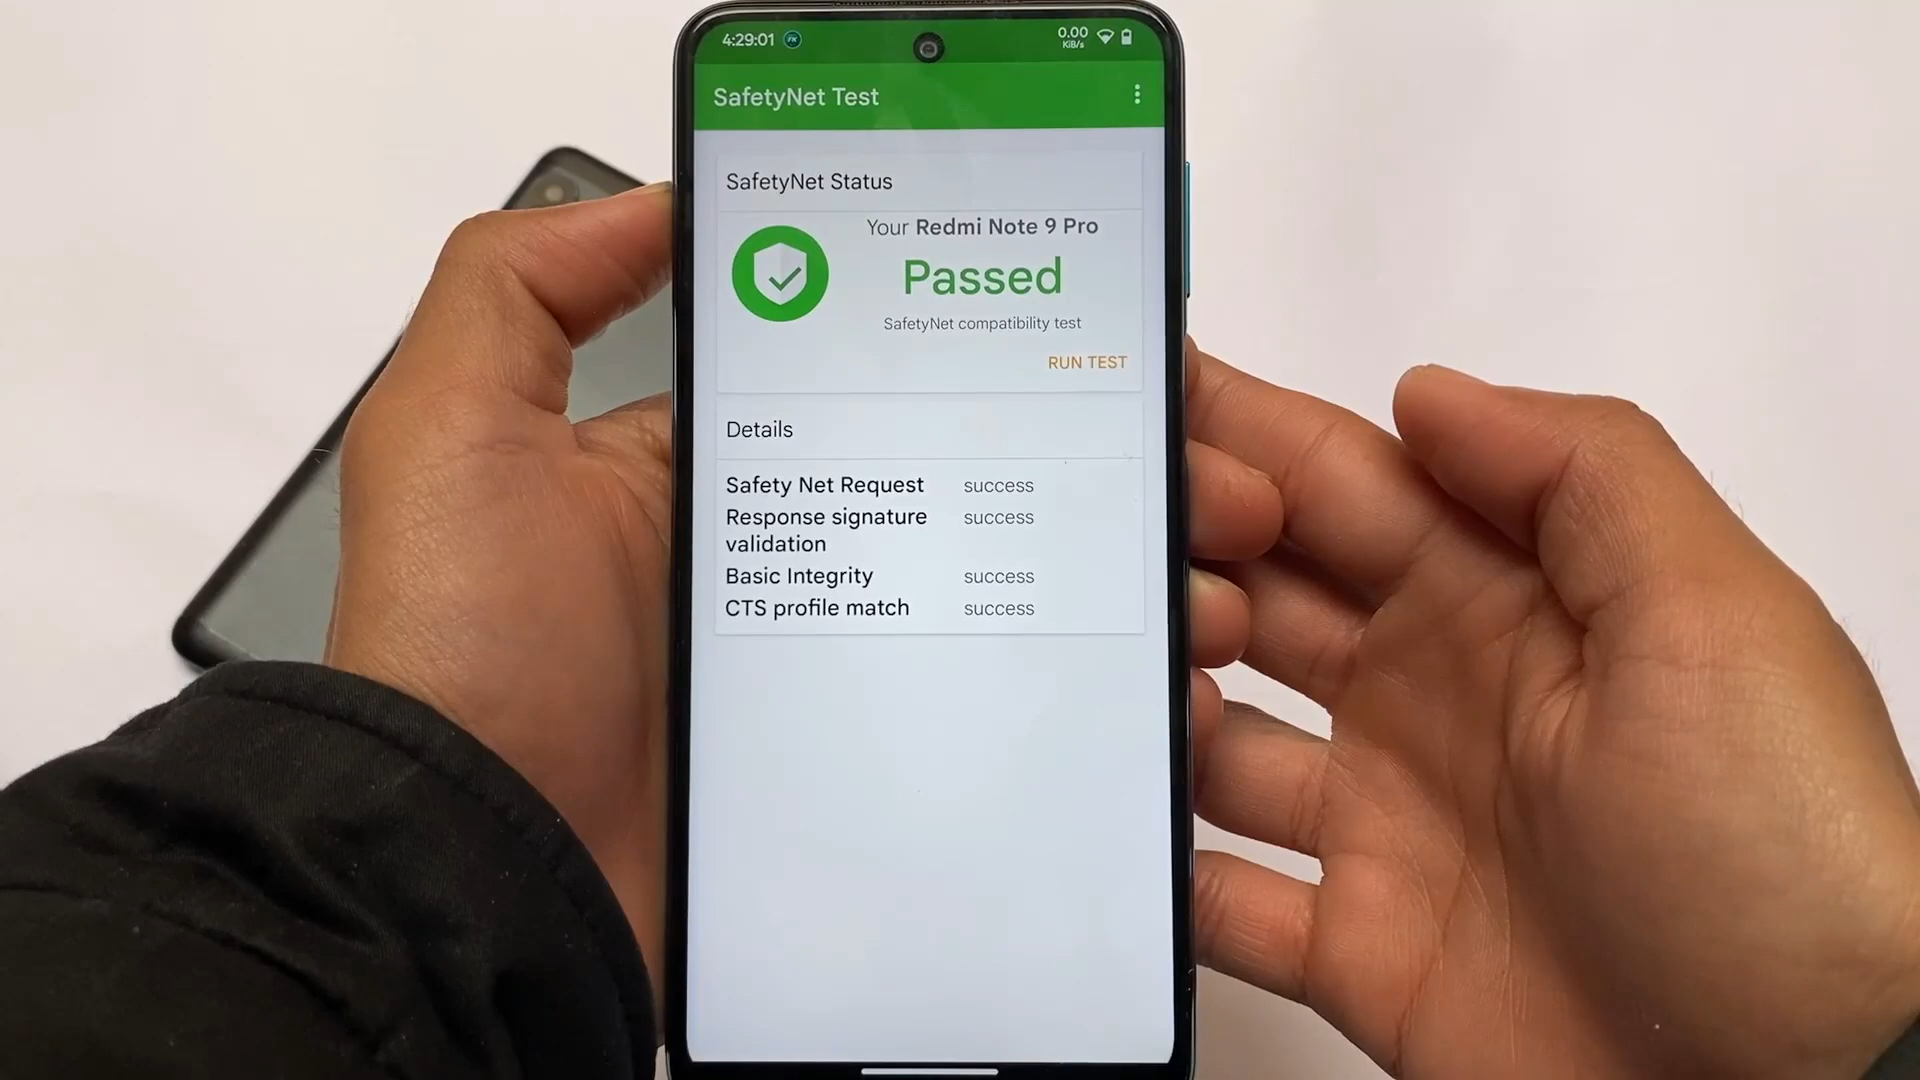 4:29:01 FK 0.00
KiB/s
SafetyNet Test
SafetyNet Status
Your Redmi Note 9 Pro
Passed
SafetyNet compatibility test
RUN TEST
Details
Safety Net Request success
Response signature success
validation
Basic Integrity success
CTS profile match success